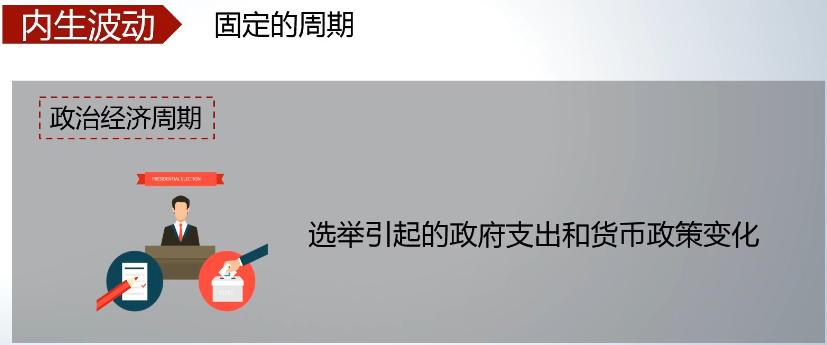 内生波动
固定的周期
政治经济周期
PRESIDENTIAL ELECTION
选举引起的政府支出和货币政策变化
VOTE